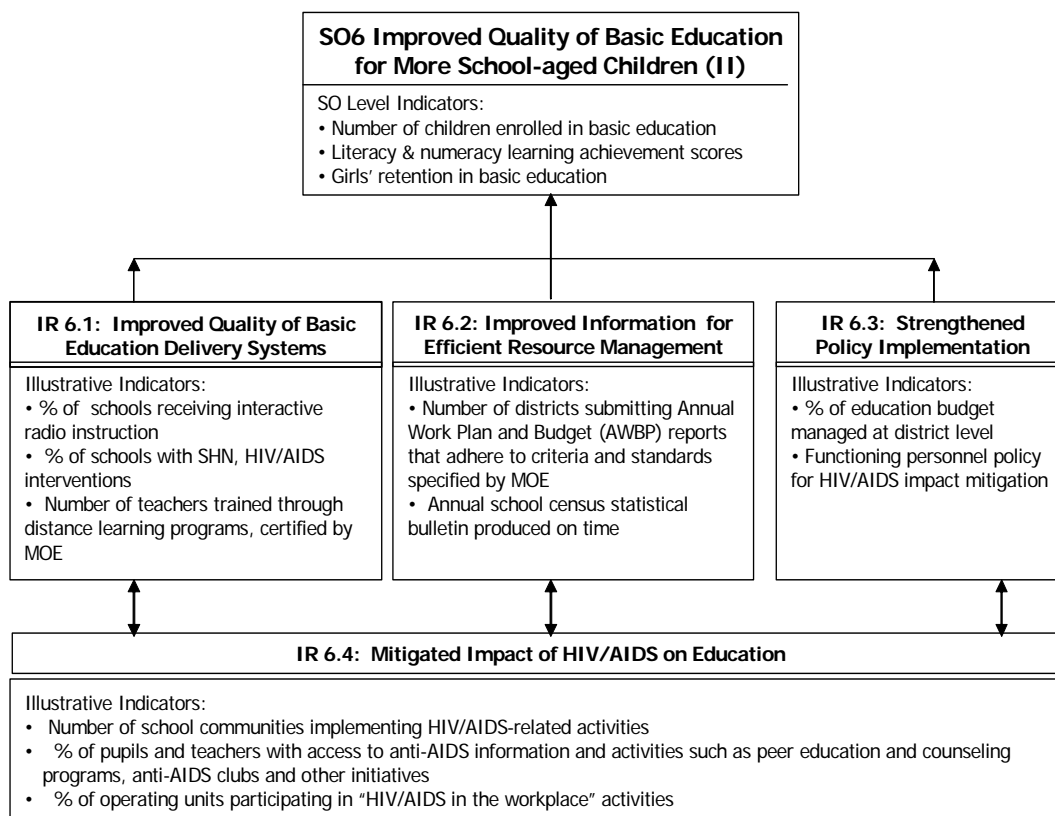 SO6 Improved Quality of Basic Education
for More School-aged Children (II)
SO Level Indicators:
• Number of children enrolled in basic education
• Literacy & numeracy learning achievement scores
• Girls' retention in basic education
IR 6.1: Improved Quality of Basic
Education Delivery Systems
Illustrative Indicators:
• % of schools receiving interactive
radio instruction
• % of schools with SHN, HIV/AIDS
interventions
• Number of teachers trained through
distance learning programs, certified by
MOE
IR 6.2: Improved Information for
Efficient Resource Management
Illustrative Indicators:
• Number of districts submitting Annual
Work Plan and Budget (AWBP) reports
that adhere to criteria and standards
specified by MOE
• Annual school census statistical
bulletin produced on time
IR 6.3: Strengthened
Policy Implementation
Illustrative Indicators:
• % of education budget
managed at district level
• Functioning personnel policy
for HIV/AIDS impact mitigation
IR 6.4: Mitigated Impact of HIV/AIDS on Education
Illustrative Indicators:
• Number of school communities implementing HIV/AIDS-related activities
• % of pupils and teachers with access to anti-AIDS information and activities such as peer education and counseling
programs, anti-AIDS clubs and other initiatives
• % of operating units participating in "HIV/AIDS in the workplace" activities